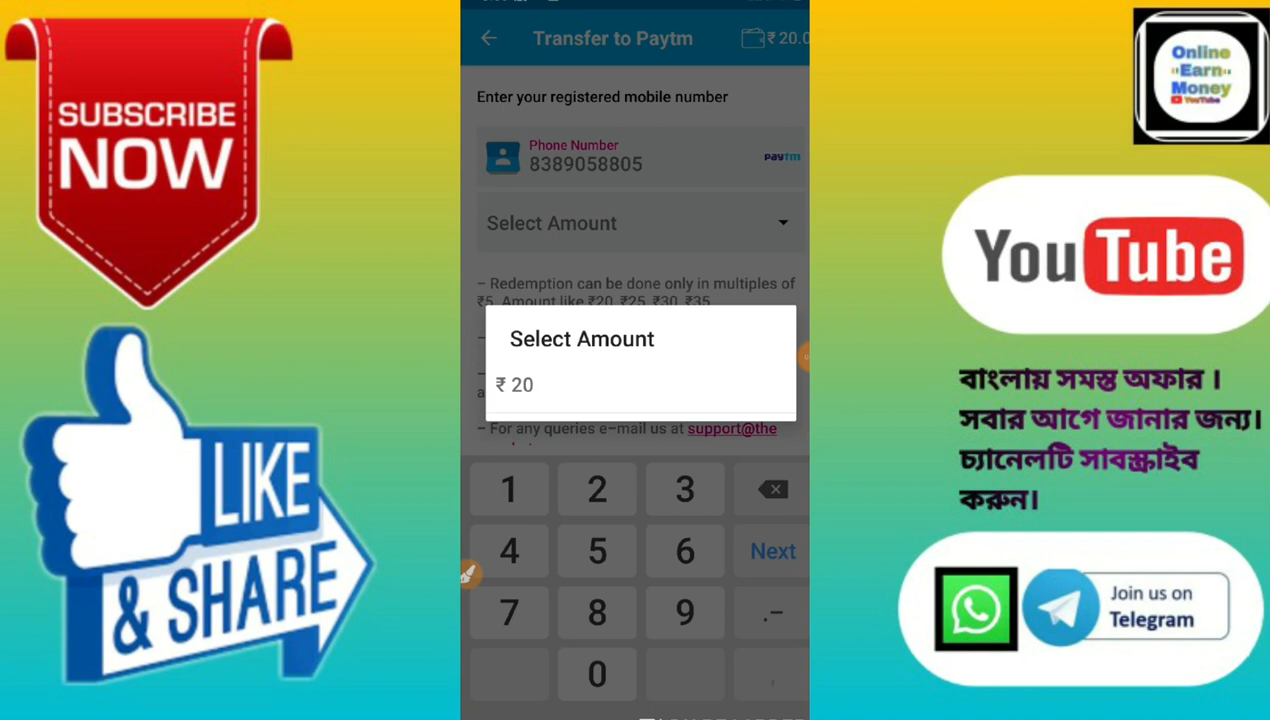 SUBSCRIBE
NOW
LIKE
& SHARE
Transfer to Paytm
₹ 20.0
Enter your registered mobile number
Phone Number
8389058805
paytm
Select Amount
– Redemption can be done only in multiples of
₹5. Amount like ₹20, ₹25, ₹30, ₹35
Select Amount
₹ 20
– For any queries e–mail us at support@the
1 2 3
4 5 6 Next
7 8 9 .–
0 ,
Online
Earn
Money
YouTube
YouTube
বাংলায় সমস্ত অফার ।
সবার আগে জানার জন্য।
চ্যানেলটি সাবস্ক্রাইব
করুন।
Join us on
Telegram